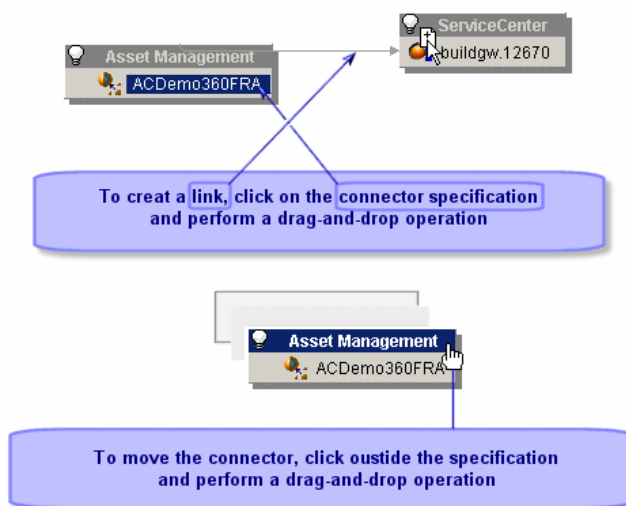 ServiceCenter
Asset Management
buildgw.12670
ACDemo360FRA
To creat a link, click on the connector specification
and perform a drag-and-drop operation
Asset Management
ACDemo360FRA
To move the connector, click oustide the specification
and perform a drag-and-drop operation